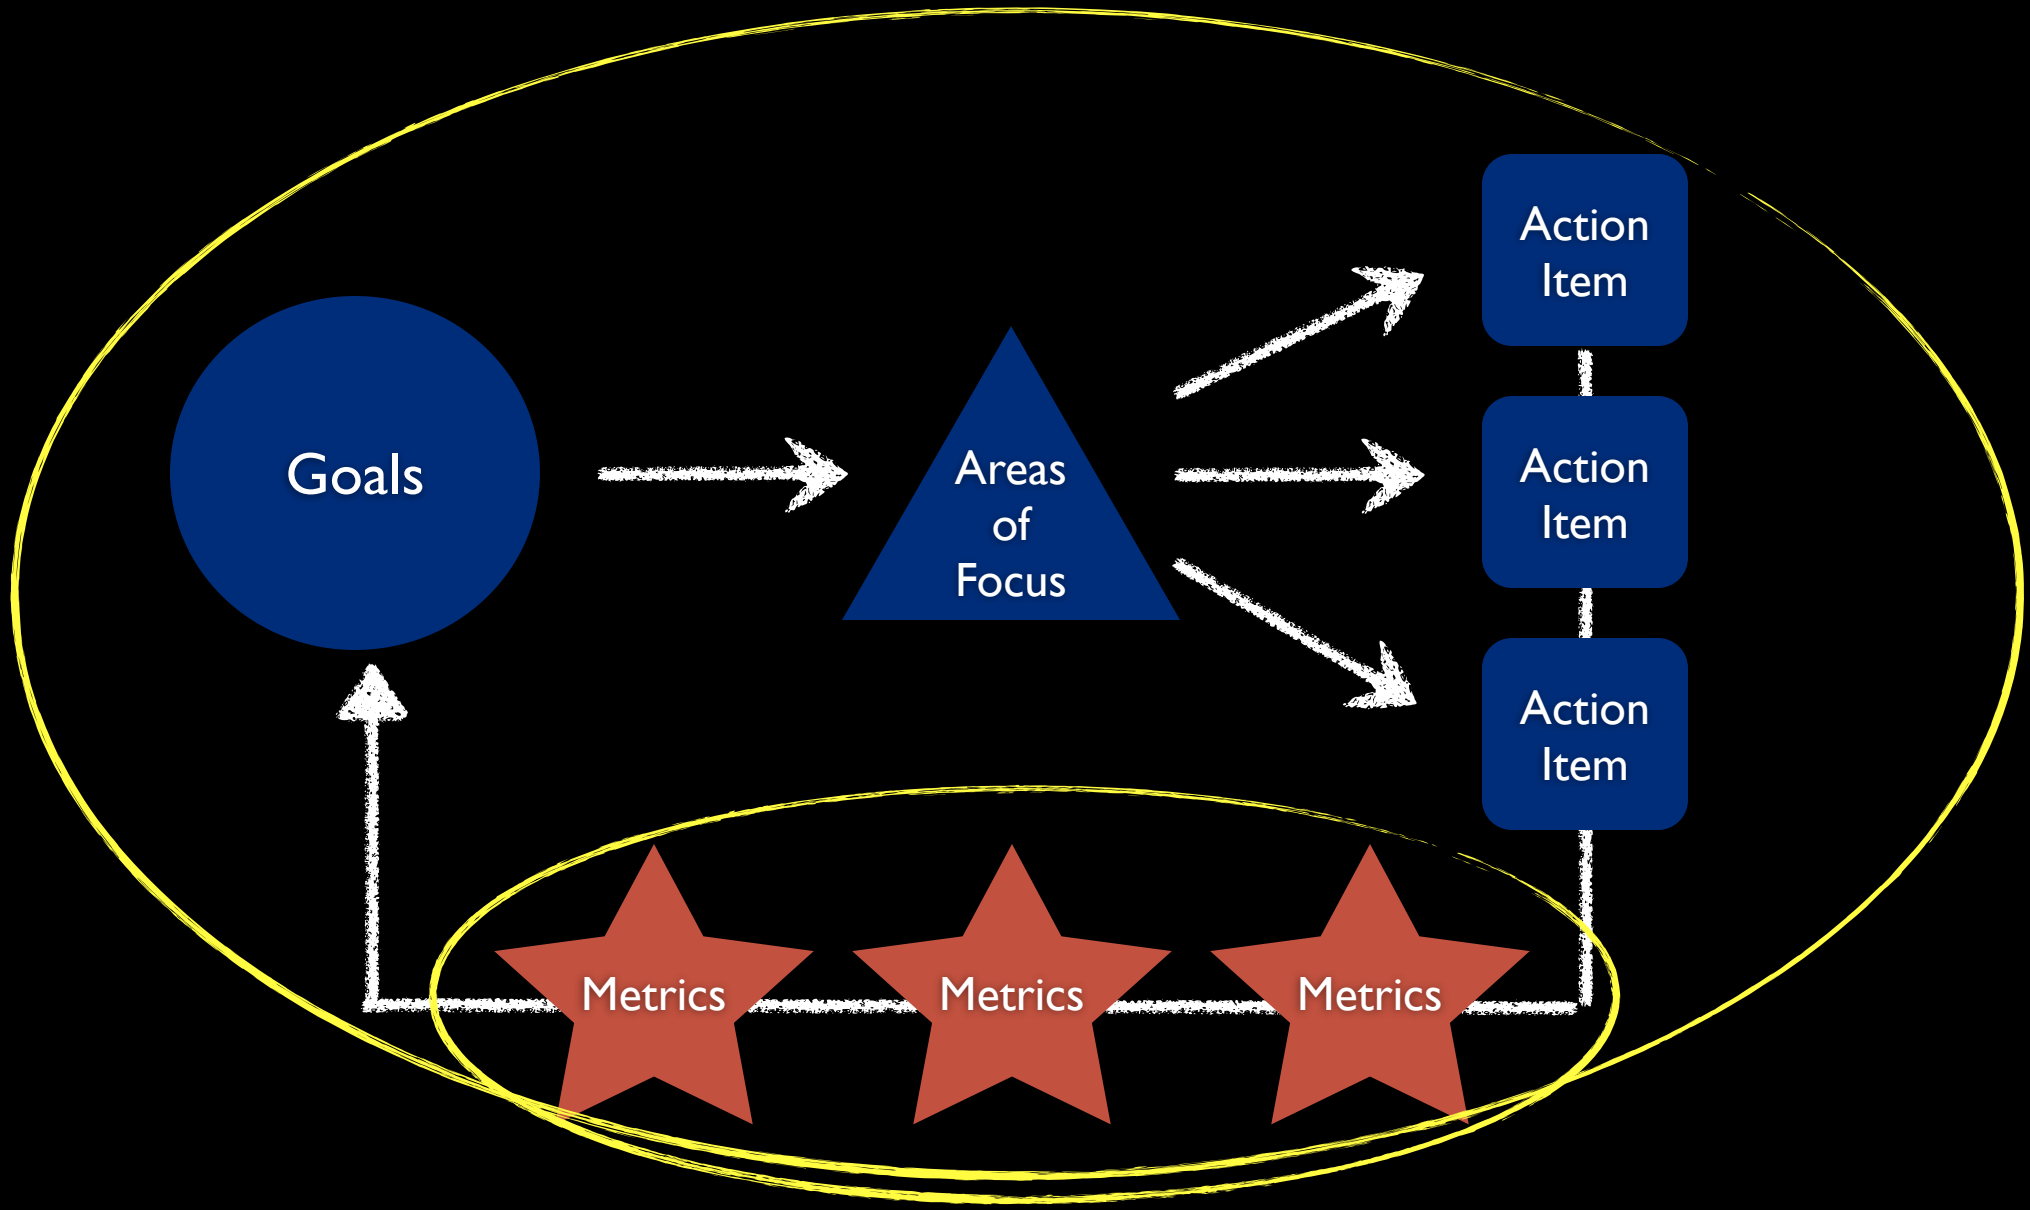 Goals
Areas
of
Focus
Action
Item
Action
Item
Action
Item
Metrics
Metrics
Metrics